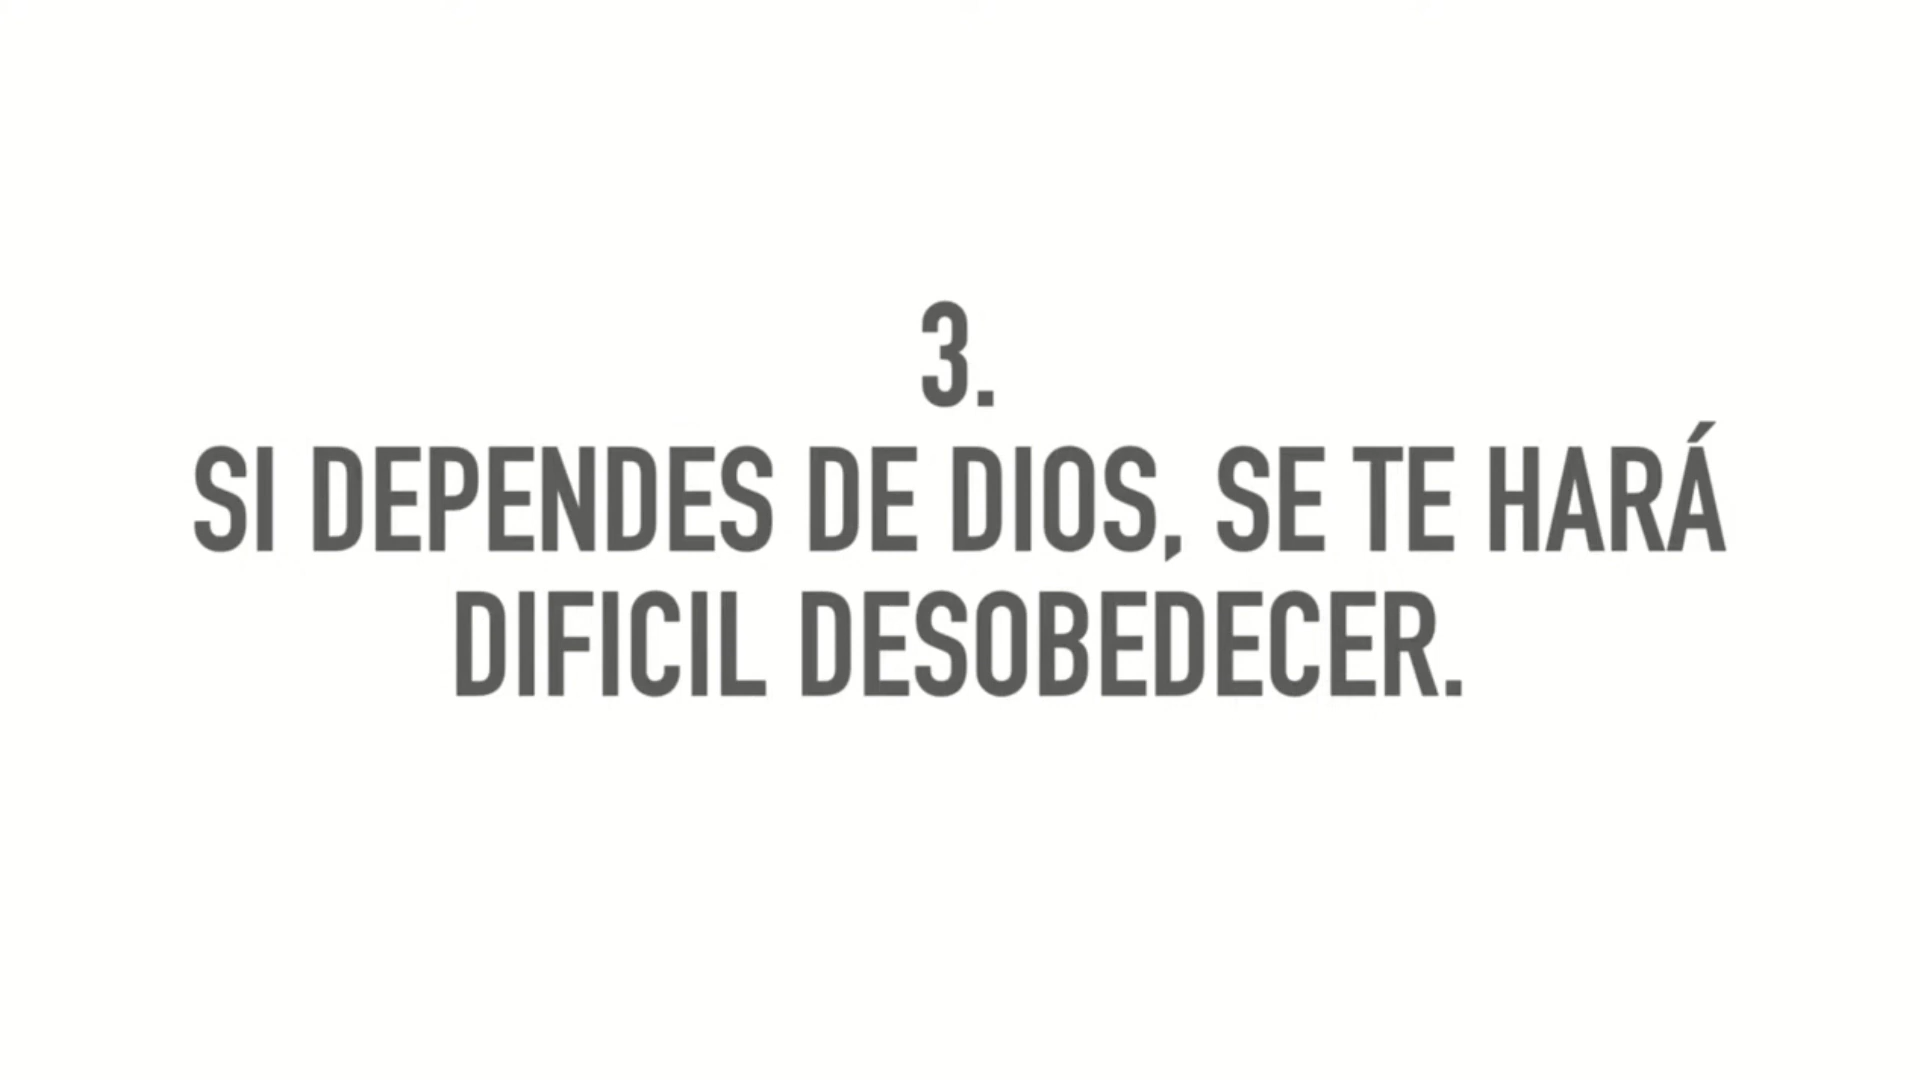 3.
SI DEPENDES DE DIOS, SE TE HARÁ
DIFICIL DESOBEDECER.